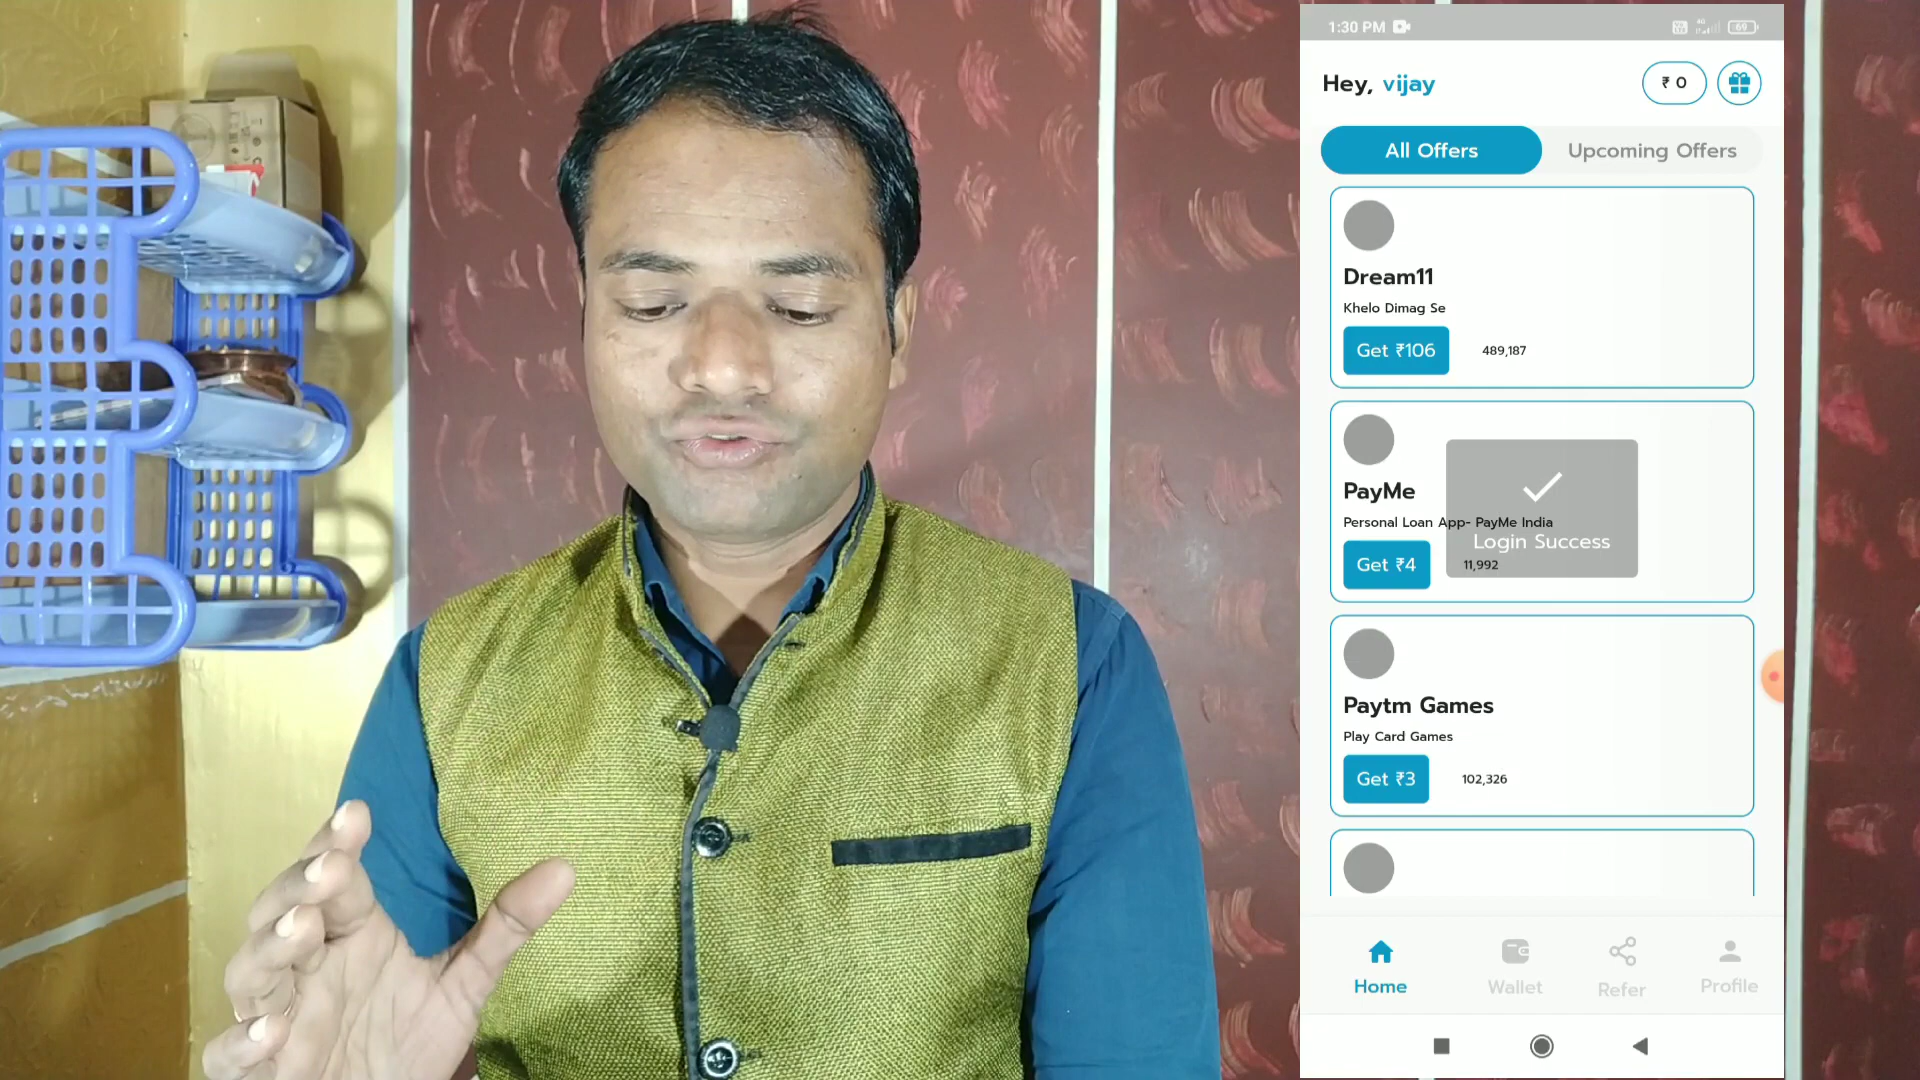 1:30 PM
69
Hey, vijay
₹ 0
All Offers
Upcoming Offers
Dream11
Khelo Dimag Se
Get ₹106
489,187
PayMe
Personal Loan App- PayMe India
Login Success
Get ₹4
11,992
Paytm Games
Play Card Games
Get ₹3
102,326
Home
Wallet
Refer
Profile